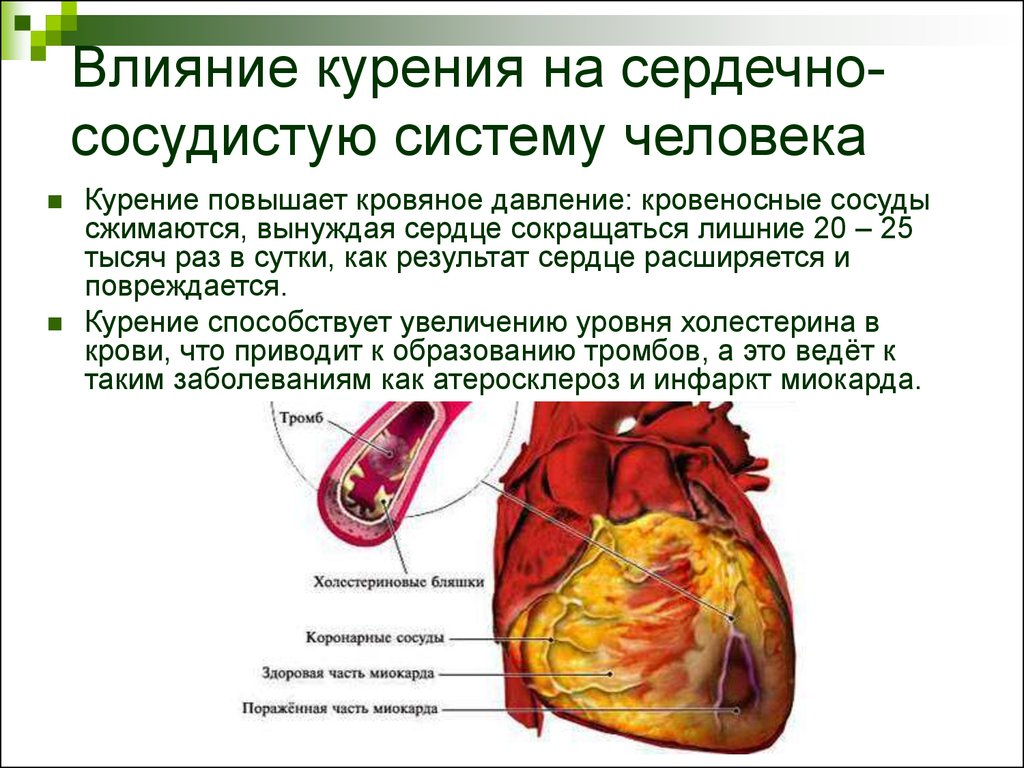 Влияние курения на сердечно-
сосудистую систему человека
Курение повышает кровяное давление: кровеносные сосуды
сжимаются, вынуждая сердце сокращаться лишние 20 – 25
тысяч раз в сутки, как результат сердце расширяется и
повреждается.
Курение способствует увеличению уровня холестерина в
крови, что приводит к образованию тромбов, а это ведёт к
таким заболеваниям как атеросклероз и инфаркт миокарда.
Тромб
Холестериновые бляшки
Коронарные сосуды
Здоровая часть миокарда
Поражённая часть миокарда